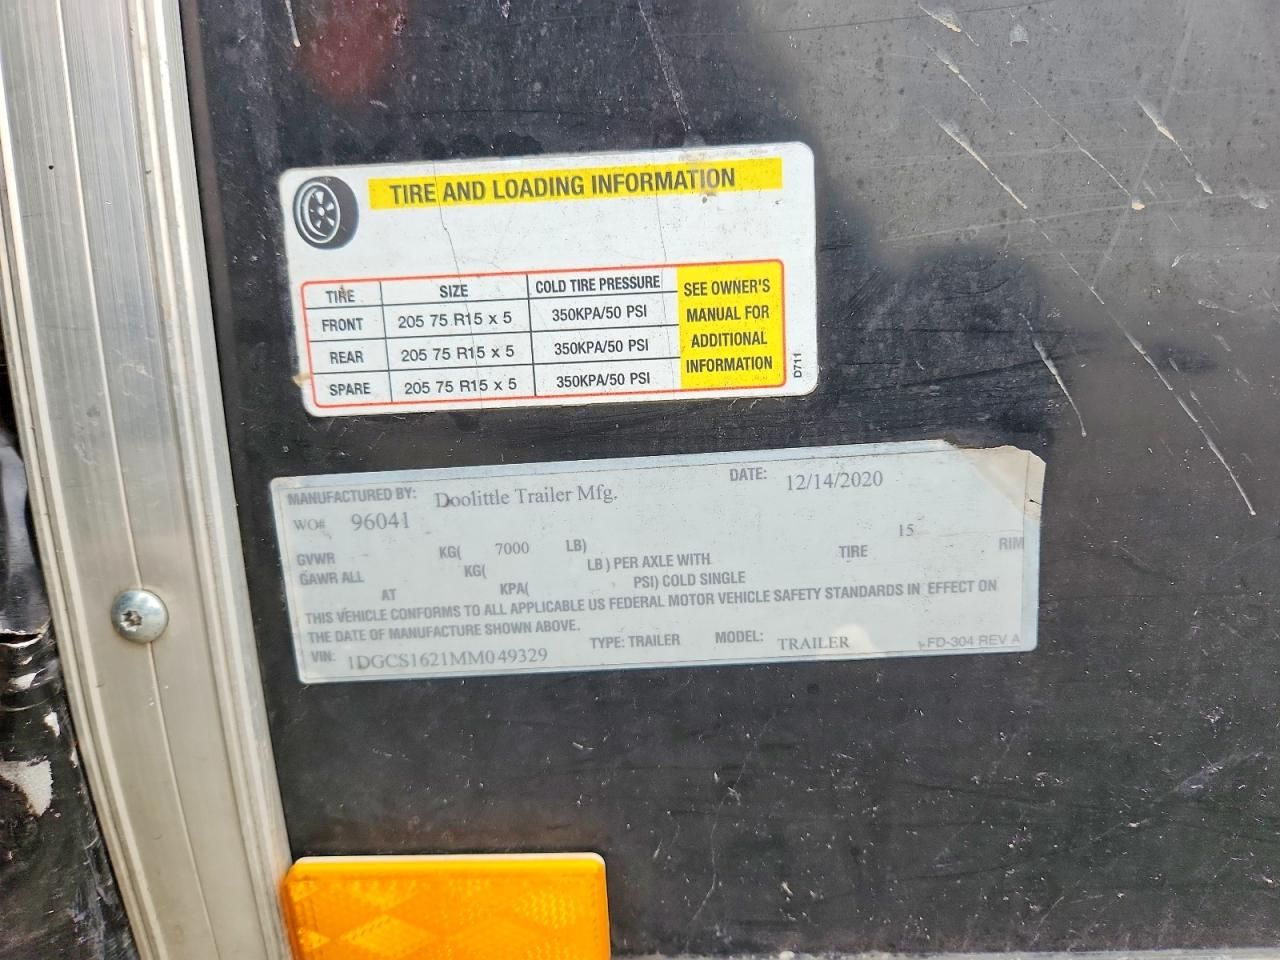 TIRE AND LOADING INFORMATION
TIRE SIZE COLD TIRE PRESSURE
FRONT 205 75 R15 x 5 350KPA/50 PSI
REAR 205 75 R15 x 5 350KPA/50 PSI
SPARE 205 75 R15 x 5 350KPA/50 PSI
SEE OWNER'S
MANUAL FOR
ADDITIONAL
INFORMATION
D711
MANUFACTURED BY: Doolittle Trailer Mfg. DATE: 12/14/2020
WO# 96041
GVWR KG( 7000 LB) 15
GAWR ALL KG( LB) PER AXLE WITH TIRE RIM
AT KPA( PSI) COLD SINGLE
THIS VEHICLE CONFORMS TO ALL APPLICABLE US FEDERAL MOTOR VEHICLE SAFETY STANDARDS IN EFFECT ON
THE DATE OF MANUFACTURE SHOWN ABOVE.
VIN: 1DGCS1621MM049329 TYPE: TRAILER MODEL: TRAILER FD-304 REV A